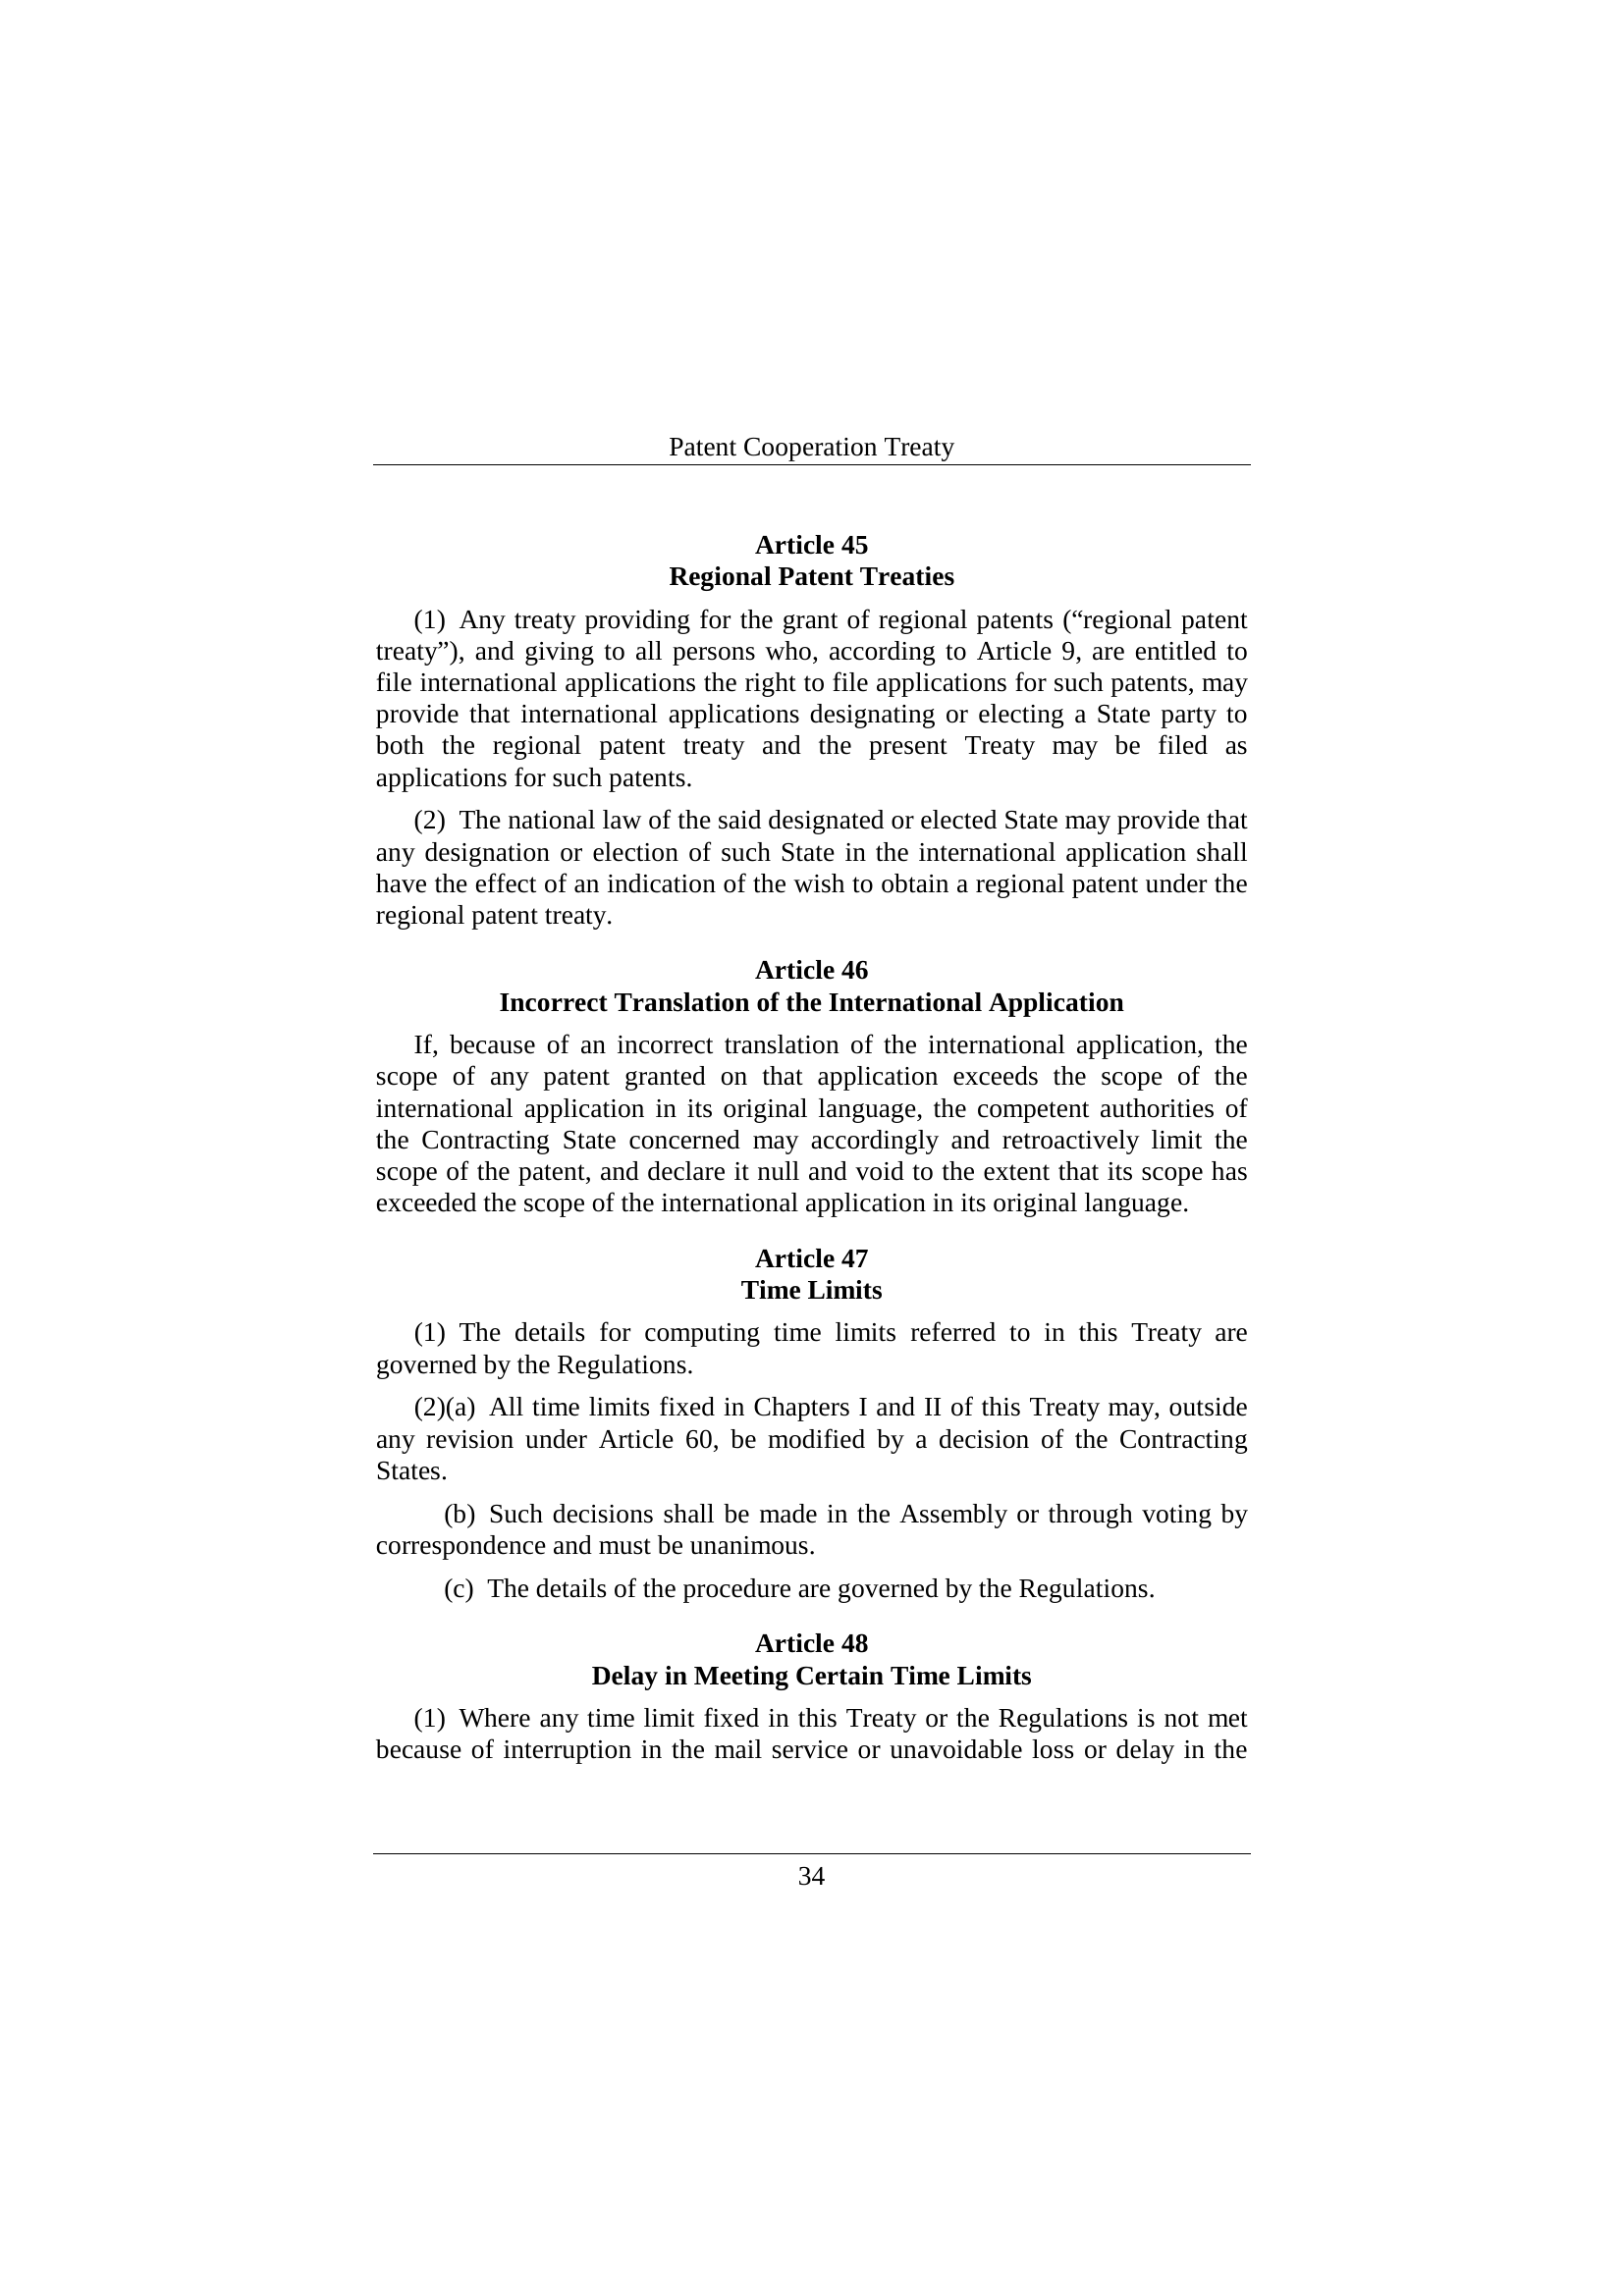 Patent Cooperation Treaty
Article 45
Regional Patent Treaties
(1) Any treaty providing for the grant of regional patents (“regional patent
treaty”), and giving to all persons who, according to Article 9, are entitled to
file international applications the right to file applications for such patents, may
provide that international applications designating or electing a State party to
both the regional patent treaty and the present Treaty may be filed as
applications for such patents.
(2) The national law of the said designated or elected State may provide that
any designation or election of such State in the international application shall
have the effect of an indication of the wish to obtain a regional patent under the
regional patent treaty.
Article 46
Incorrect Translation of the International Application
If, because of an incorrect translation of the international application, the
scope of any patent granted on that application exceeds the scope of the
international application in its original language, the competent authorities of
the Contracting State concerned may accordingly and retroactively limit the
scope of the patent, and declare it null and void to the extent that its scope has
exceeded the scope of the international application in its original language.
Article 47
Time Limits
(1) The details for computing time limits referred to in this Treaty are
governed by the Regulations.
(2)(a) All time limits fixed in Chapters I and II of this Treaty may, outside
any revision under Article 60, be modified by a decision of the Contracting
States.
(b) Such decisions shall be made in the Assembly or through voting by
correspondence and must be unanimous.
(c) The details of the procedure are governed by the Regulations.
Article 48
Delay in Meeting Certain Time Limits
(1) Where any time limit fixed in this Treaty or the Regulations is not met
because of interruption in the mail service or unavoidable loss or delay in the
34